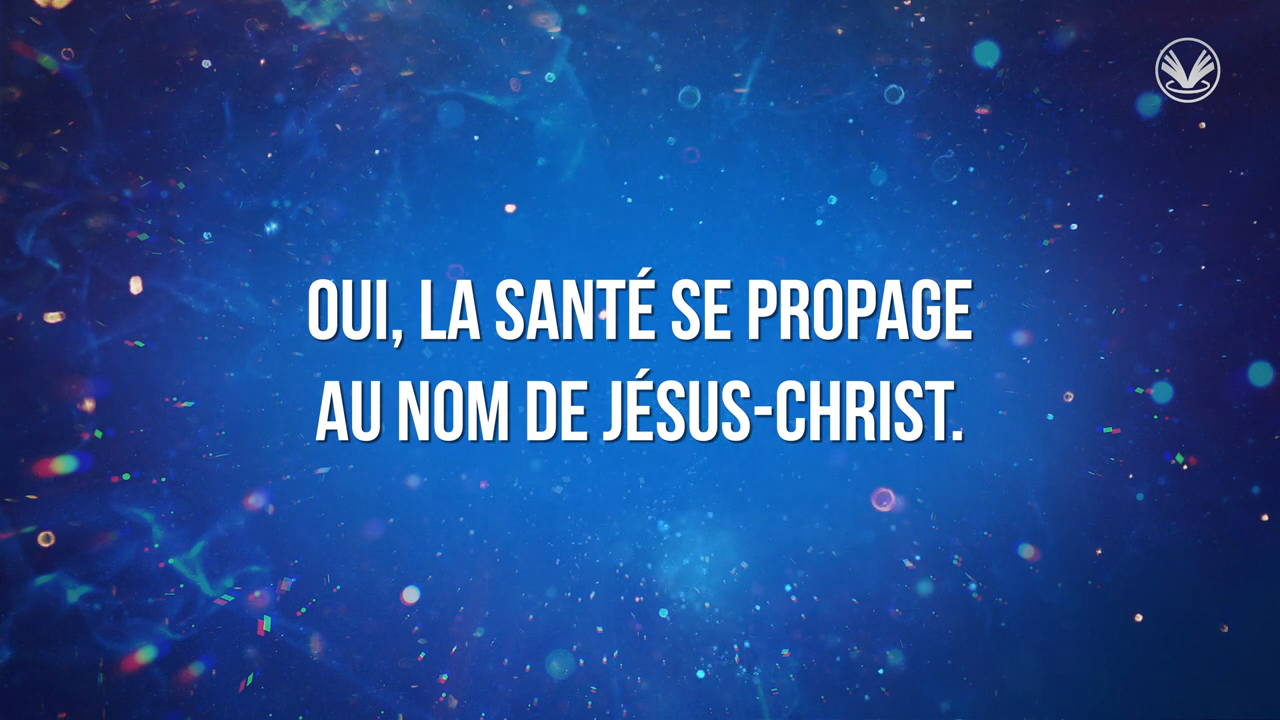 OUI, LA SANTÉ SE PROPAGE
AU NOM DE JÉSUS-CHRIST.